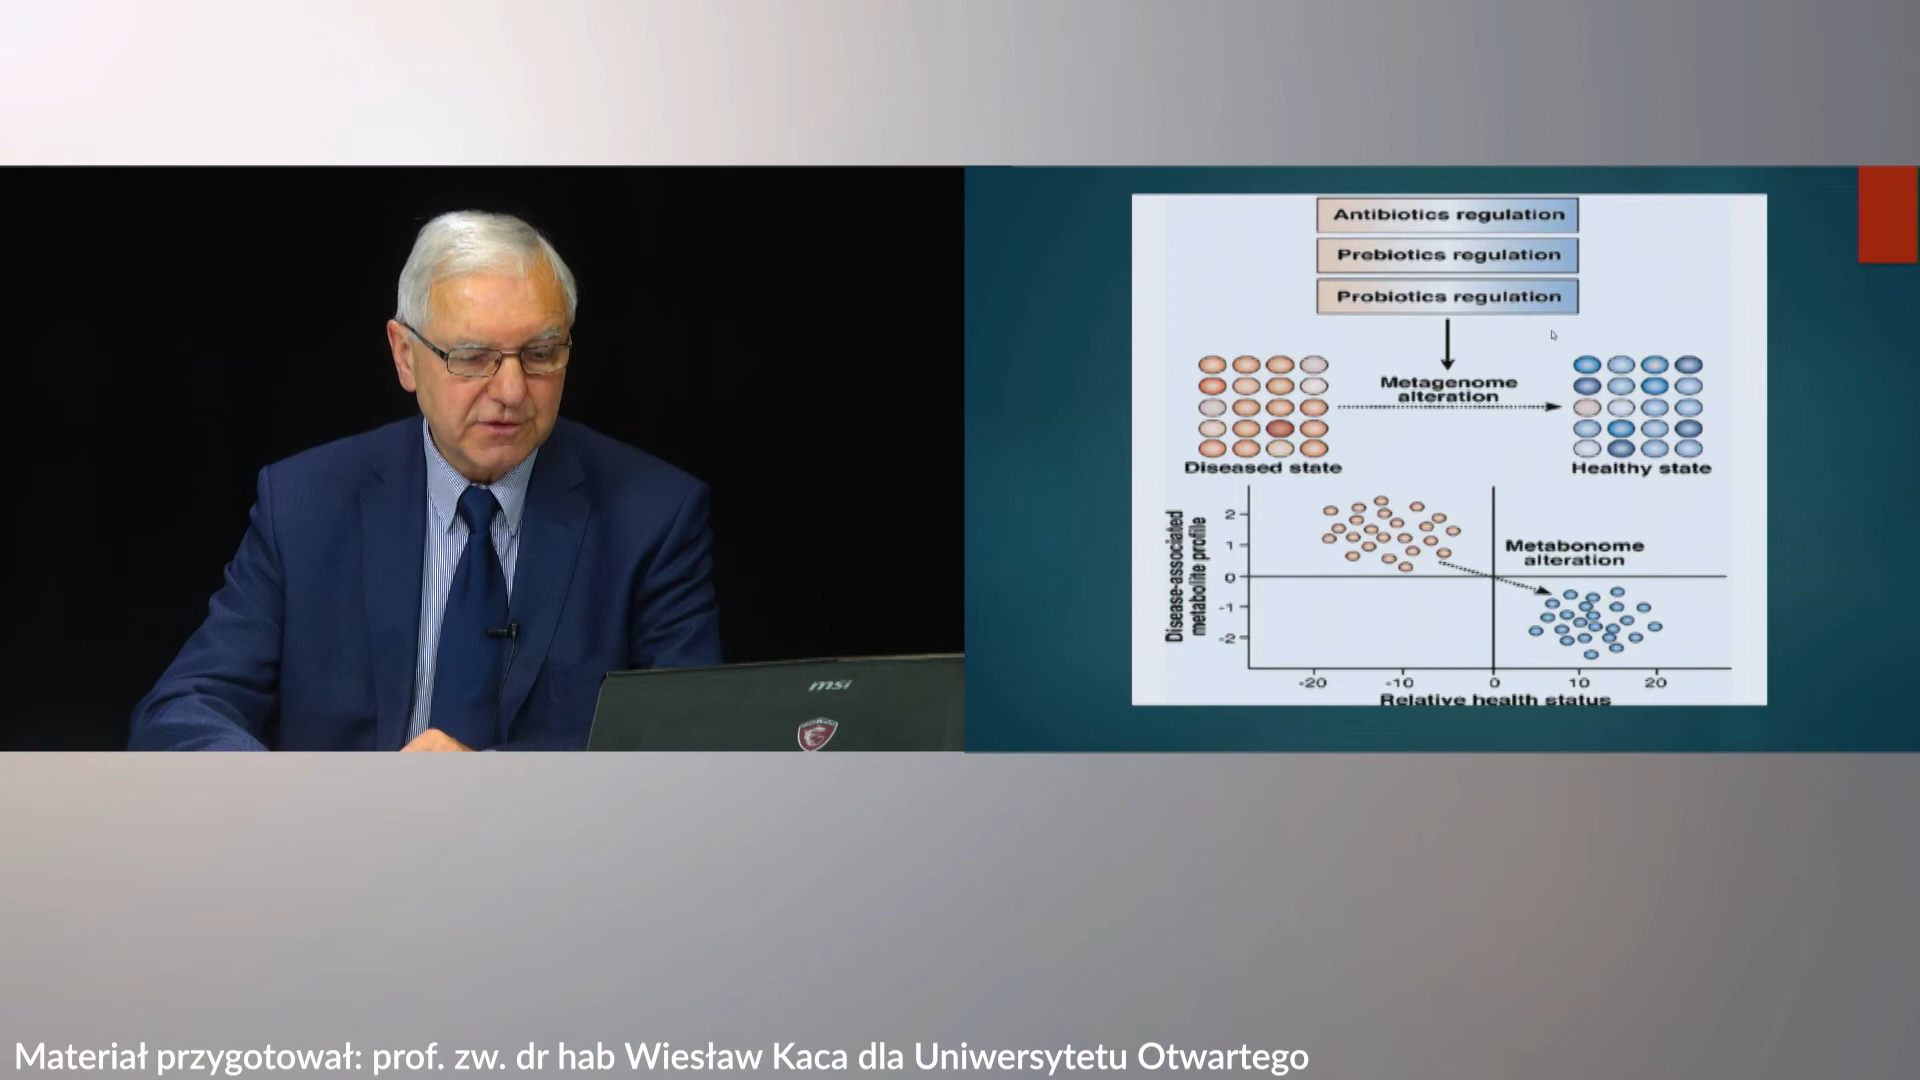 Antibiotics regulation
Prebiotics regulation
Probiotics regulation
Metagenome
alteration
Diseased state
Healthy state
Disease-associated
metabolite profile
2
1
0
-1
-2
Metabonome
alteration
-20
-10
0
10
20
Relative health status
msi
Materiał przygotował: prof. zw. dr hab Wiesław Kaca dla Uniwersytetu Otwartego